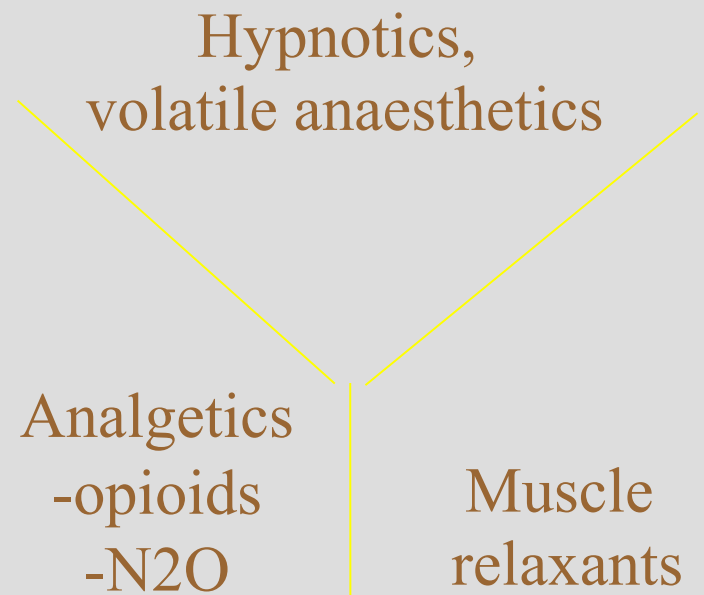 Hypnotics,
volatile anaesthetics
Analgetics
-opioids
-N2O
Muscle
relaxants